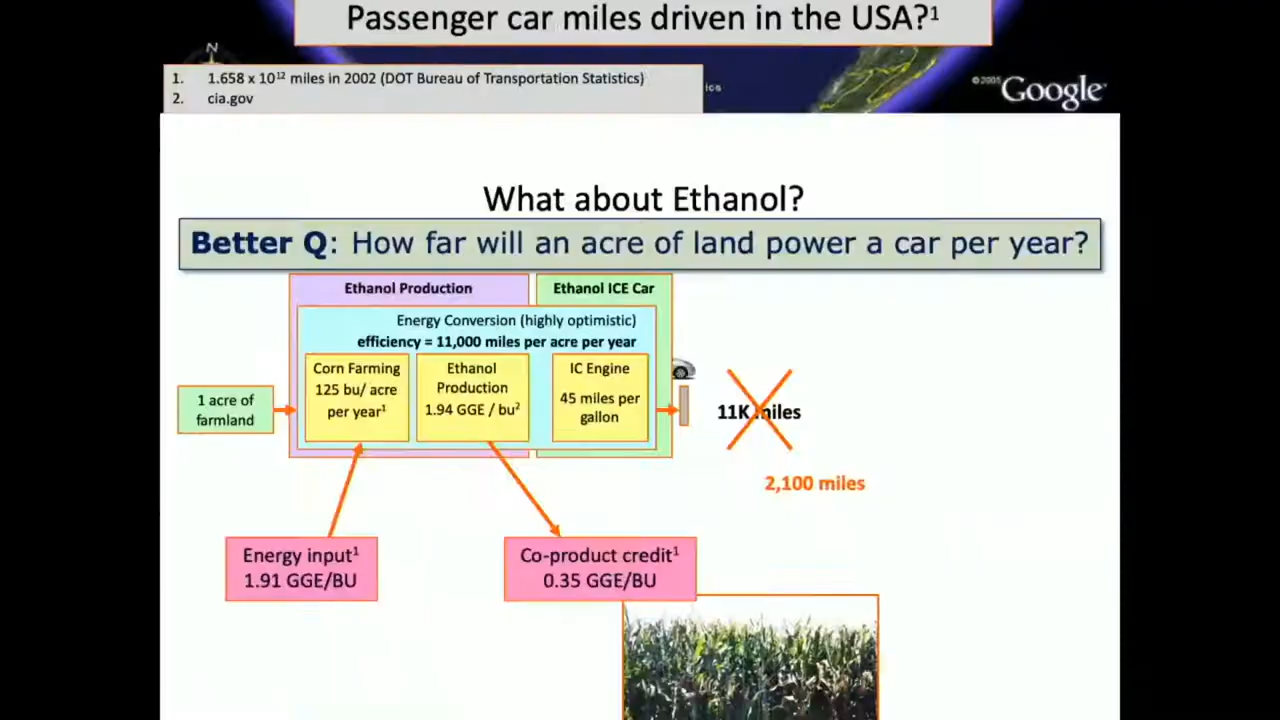 Passenger car miles driven in the USA?¹
N
1. 1.658 x 10¹² miles in 2002 (DOT Bureau of Transportation Statistics)
2. cia.gov
ica
©2005 Google
What about Ethanol?
Better Q: How far will an acre of land power a car per year?
Ethanol Production
Ethanol ICE Car
Energy Conversion (highly optimistic)
efficiency = 11,000 miles per acre per year
1 acre of
farmland
Corn Farming
125 bu/ acre
per year¹
Ethanol
Production
1.94 GGE / bu²
IC Engine
45 miles per
gallon
11K miles
2,100 miles
Energy input¹
1.91 GGE/BU
Co-product credit¹
0.35 GGE/BU